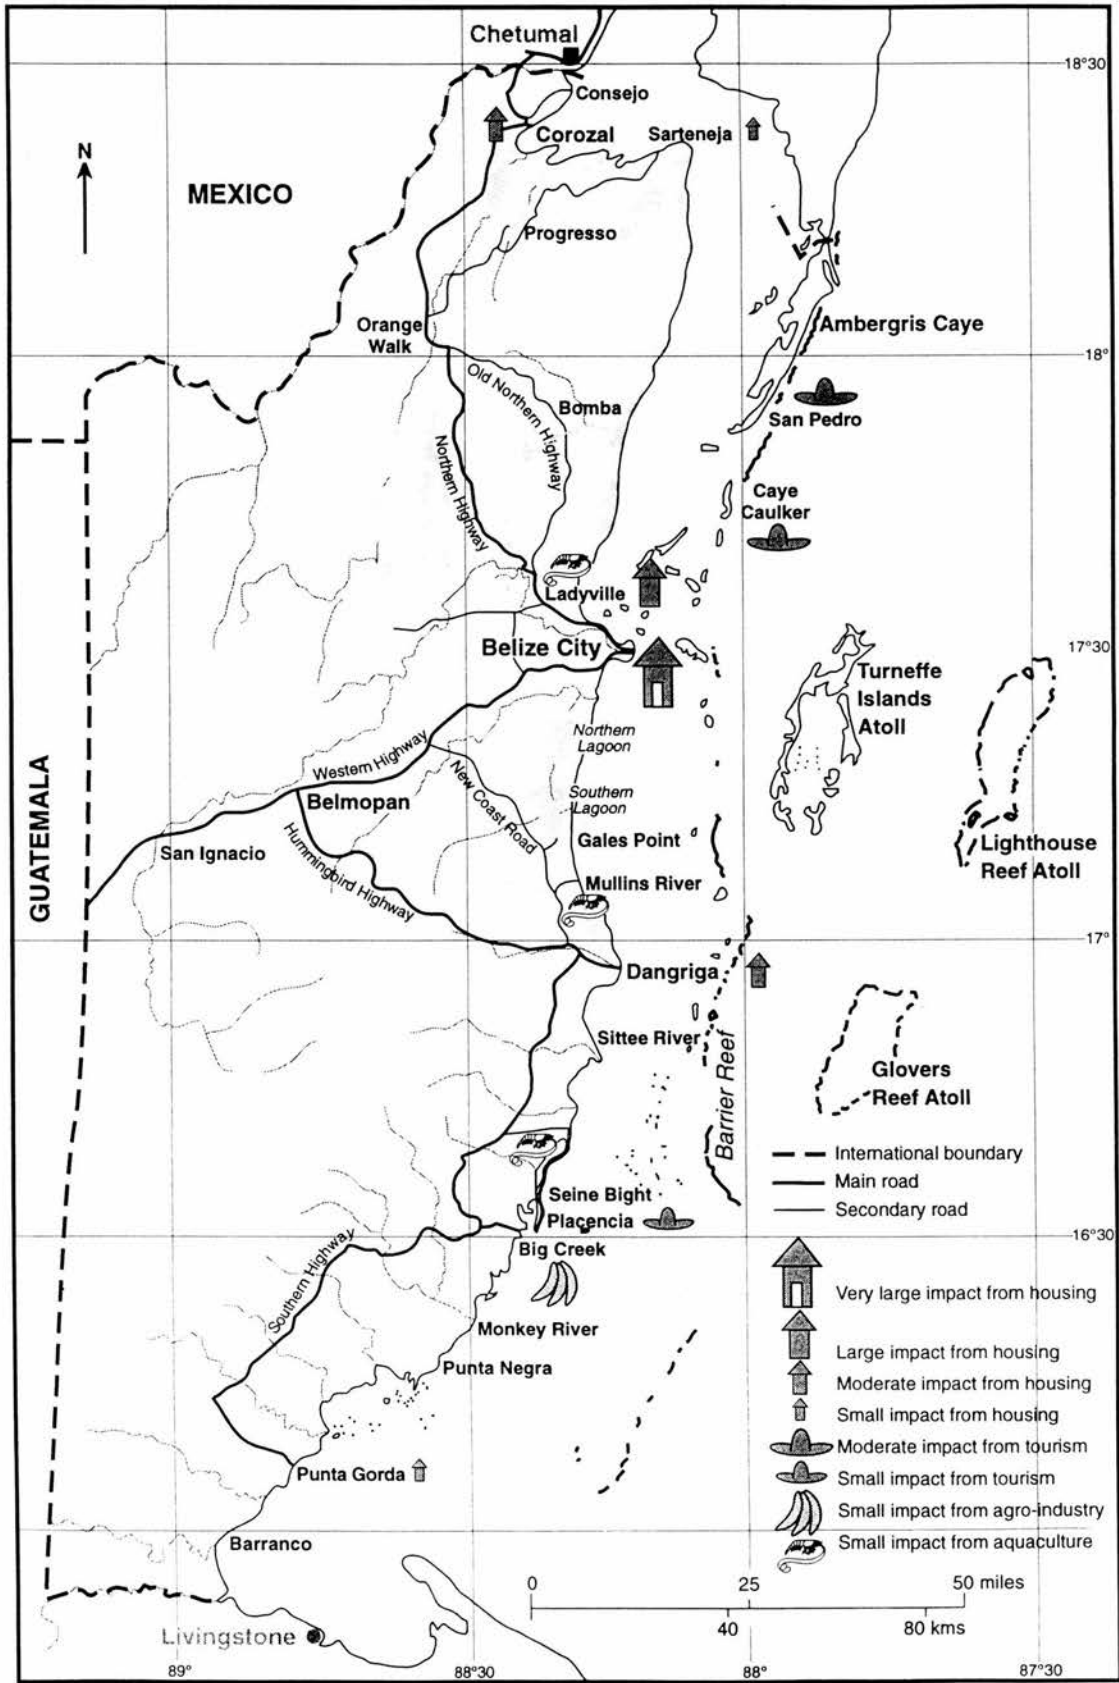 Chetumal
18°30
Consejo
Corozal
Sarteneja
N
MEXICO
Progresso
Orange
Walk
Ambergris Caye
18°
Old Northern Highway
Bomba
San Pedro
Northern Highway
Caye
Caulker
Ladyville
Belize City
17°30
Turneffe
Islands
Atoll
Northern
Lagoon
Western Highway
New Coast Road
Southern
Lagoon
Belmopan
San Ignacio
Hummingbird Highway
Gales Point
Lighthouse
Reef Atoll
GUATEMALA
Mullins River
17°
Dangriga
Sittee River
Barrier Reef
Glovers
Reef Atoll
International boundary
Main road
Secondary road
Seine Bight
Placencia
16°30
Big Creek
Southern Highway
Monkey River
Punta Negra
Very large impact from housing
Large impact from housing
Moderate impact from housing
Small impact from housing
Moderate impact from tourism
Small impact from tourism
Small impact from agro-industry
Small impact from aquaculture
Punta Gorda
Barranco
0 25 50 miles
40 80 kms
Livingstone
89° 88°30 88° 87°30